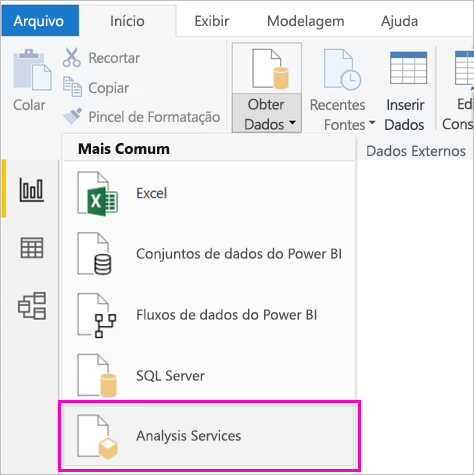 Arquivo Início Exibir Modelagem Ajuda
Colar
Recortar
Copiar
Pincel de Formatação
Obter
Dados
Recentes
Fontes
Inserir
Dados
Ed
Cons
Dados Externos
Mais Comum
Excel
Conjuntos de dados do Power BI
Fluxos de dados do Power BI
SQL Server
Analysis Services